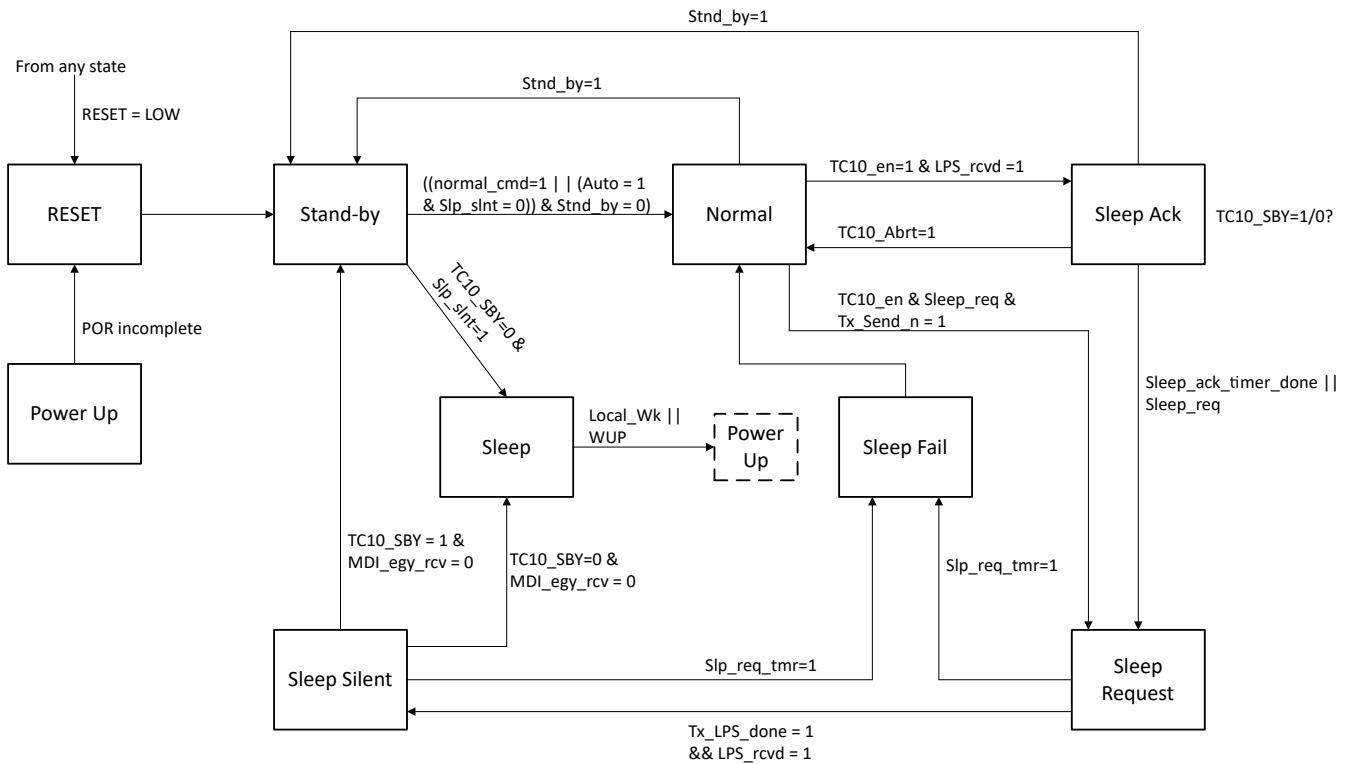 Stnd_by=1
From any state
Stnd_by=1
RESET = LOW
RESET
Stand-by
((normal_cmd=1 | | (Auto = 1
& Slp_slnt = 0)) & Stnd_by = 0)
Normal
TC10_en=1 & LPS_rcvd =1
TC10_Abrt=1
Sleep Ack
TC10_SBY=1/0?
TC10_SBY=0 &
Slp_slnt=1
TC10_en & Sleep_req &
Tx_Send_n = 1
POR incomplete
Power Up
Sleep
Local_Wk ||
WUP
Power
Up
Sleep Fail
Sleep_ack_timer_done ||
Sleep_req
TC10_SBY = 1 &
MDI_egy_rcv = 0
TC10_SBY=0 &
MDI_egy_rcv = 0
Slp_req_tmr=1
Sleep Silent
Slp_req_tmr=1
Sleep
Request
Tx_LPS_done = 1
&& LPS_rcvd = 1